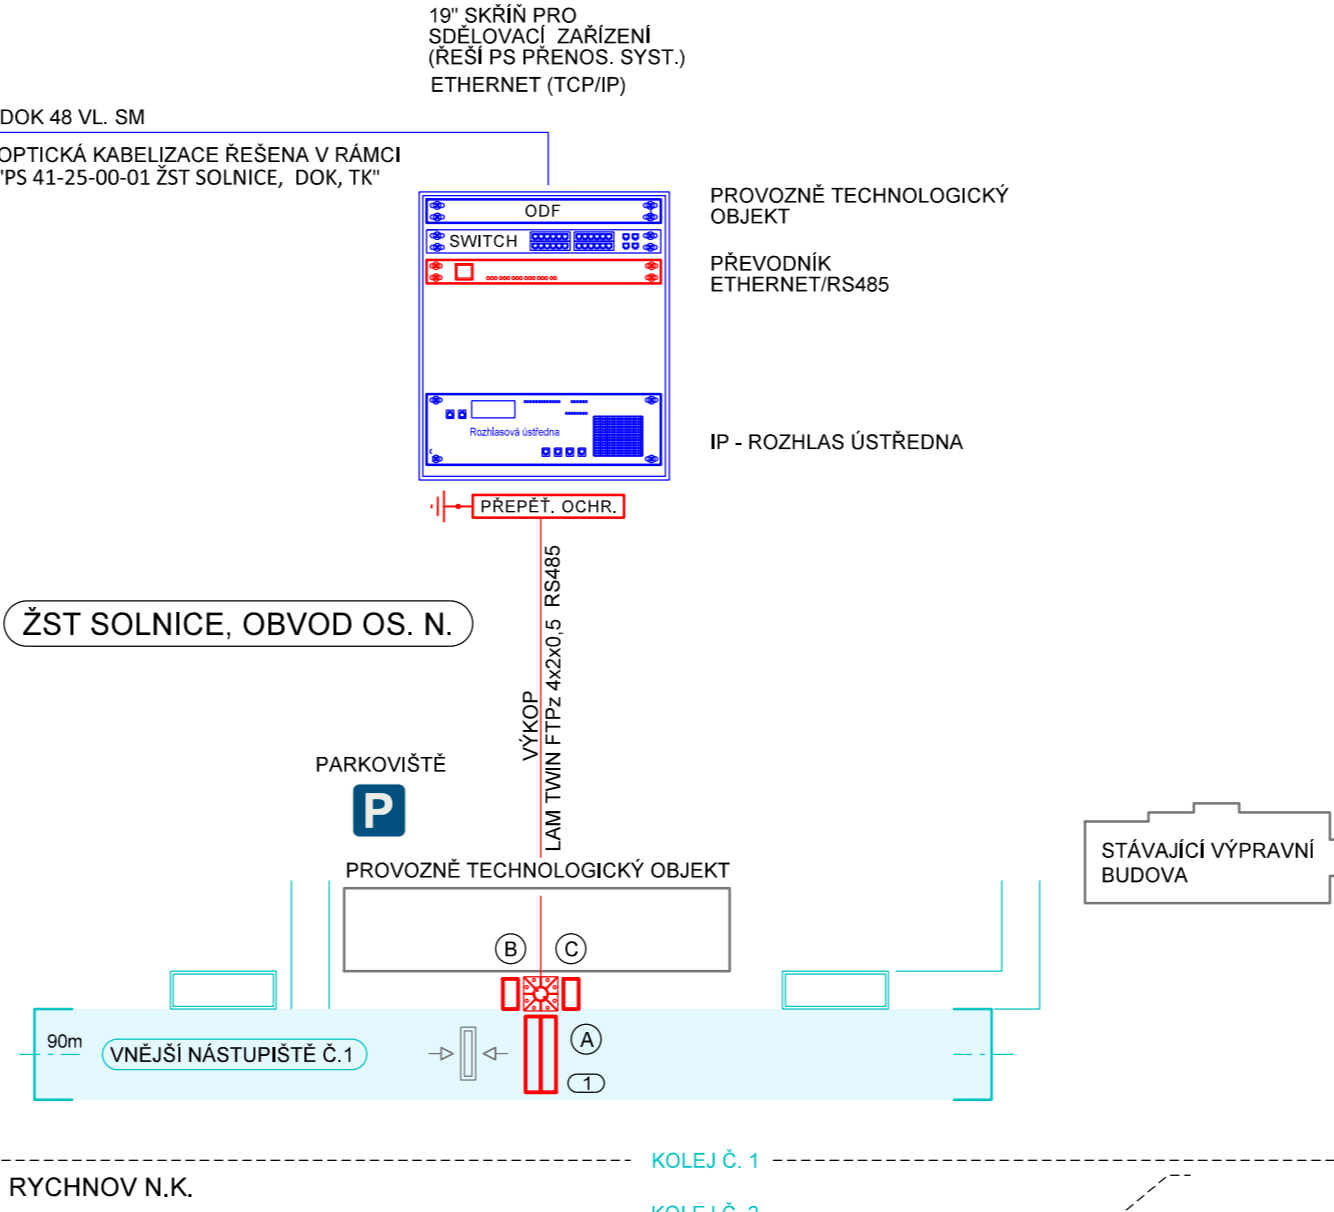 19" SKŘÍŇ PRO
SDĚLOVACÍ ZAŘÍZENÍ
(ŘEŠÍ PS PŘENOS. SYST.)
ETHERNET (TCP/IP)
DOK 48 VL. SM
OPTICKÁ KABELIZACE ŘEŠENA V RÁMCI
"PS 41-25-00-01 ŽST SOLNICE, DOK, TK"
ODF
SWITCH
PROVOZNĚ TECHNOLOGICKÝ
OBJEKT
PŘEVODNÍK
ETHERNET/RS485
Rozhlasová ústředna
IP - ROZHLAS ÚSTŘEDNA
PŘEPĚŤ. OCHR.
VÝKOP
LAM TWIN FTPz 4x2x0,5 RS485
ŽST SOLNICE, OBVOD OS. N.
PARKOVIŠTĚ
P
PROVOZNĚ TECHNOLOGICKÝ OBJEKT
STÁVAJÍCÍ VÝPRAVNÍ
BUDOVA
B
C
90m
VNĚJŠÍ NÁSTUPIŠTĚ Č.1
A
1
KOLEJ Č. 1
RYCHNOV N.K.